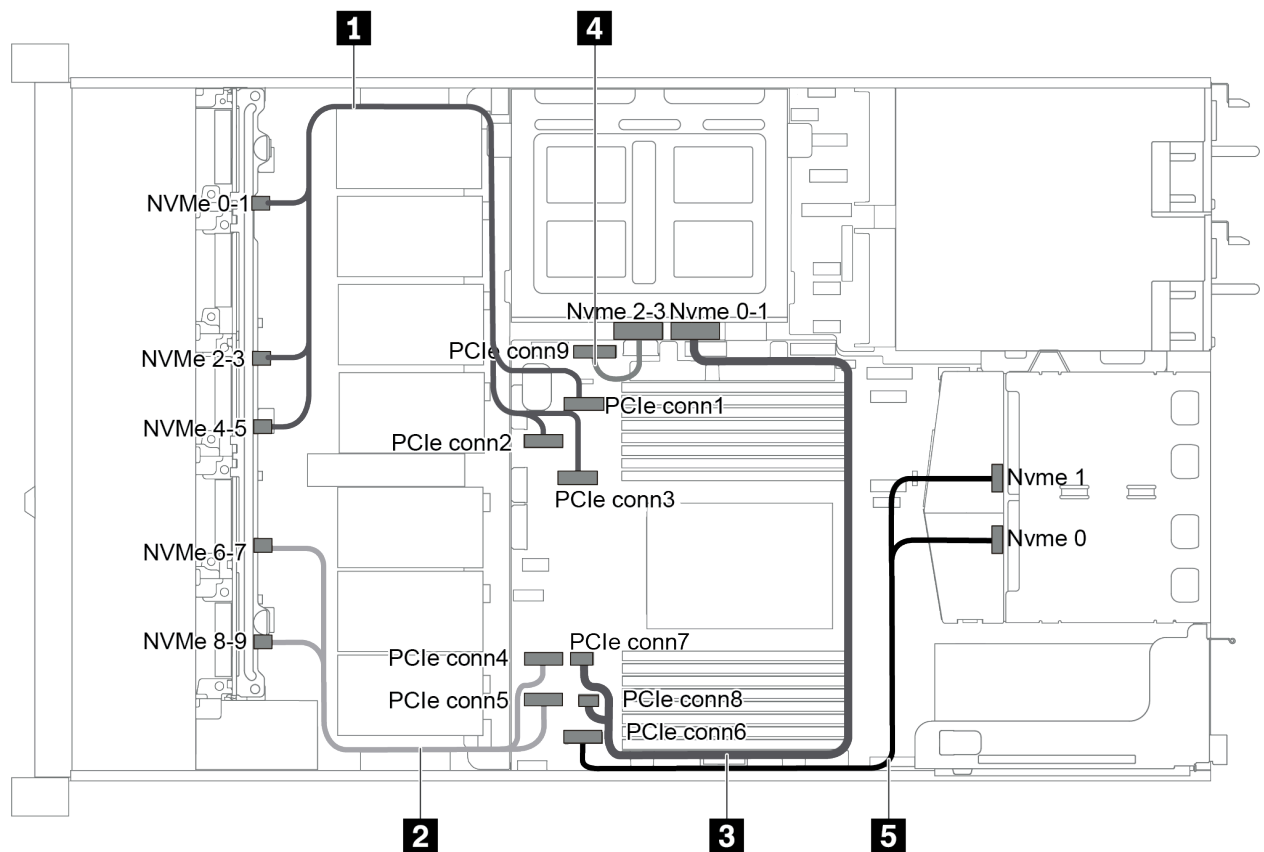 1
4
NVMe 0-1
Nvme 2-3 Nvme 0-1
PCIe conn9
NVMe 2-3
PCIe conn1
NVMe 4-5
PCIe conn2
Nvme 1
PCIe conn3
Nvme 0
NVMe 6-7
NVMe 8-9
PCIe conn7
PCIe conn4
PCIe conn5
PCIe conn8
PCIe conn6
2
3
5